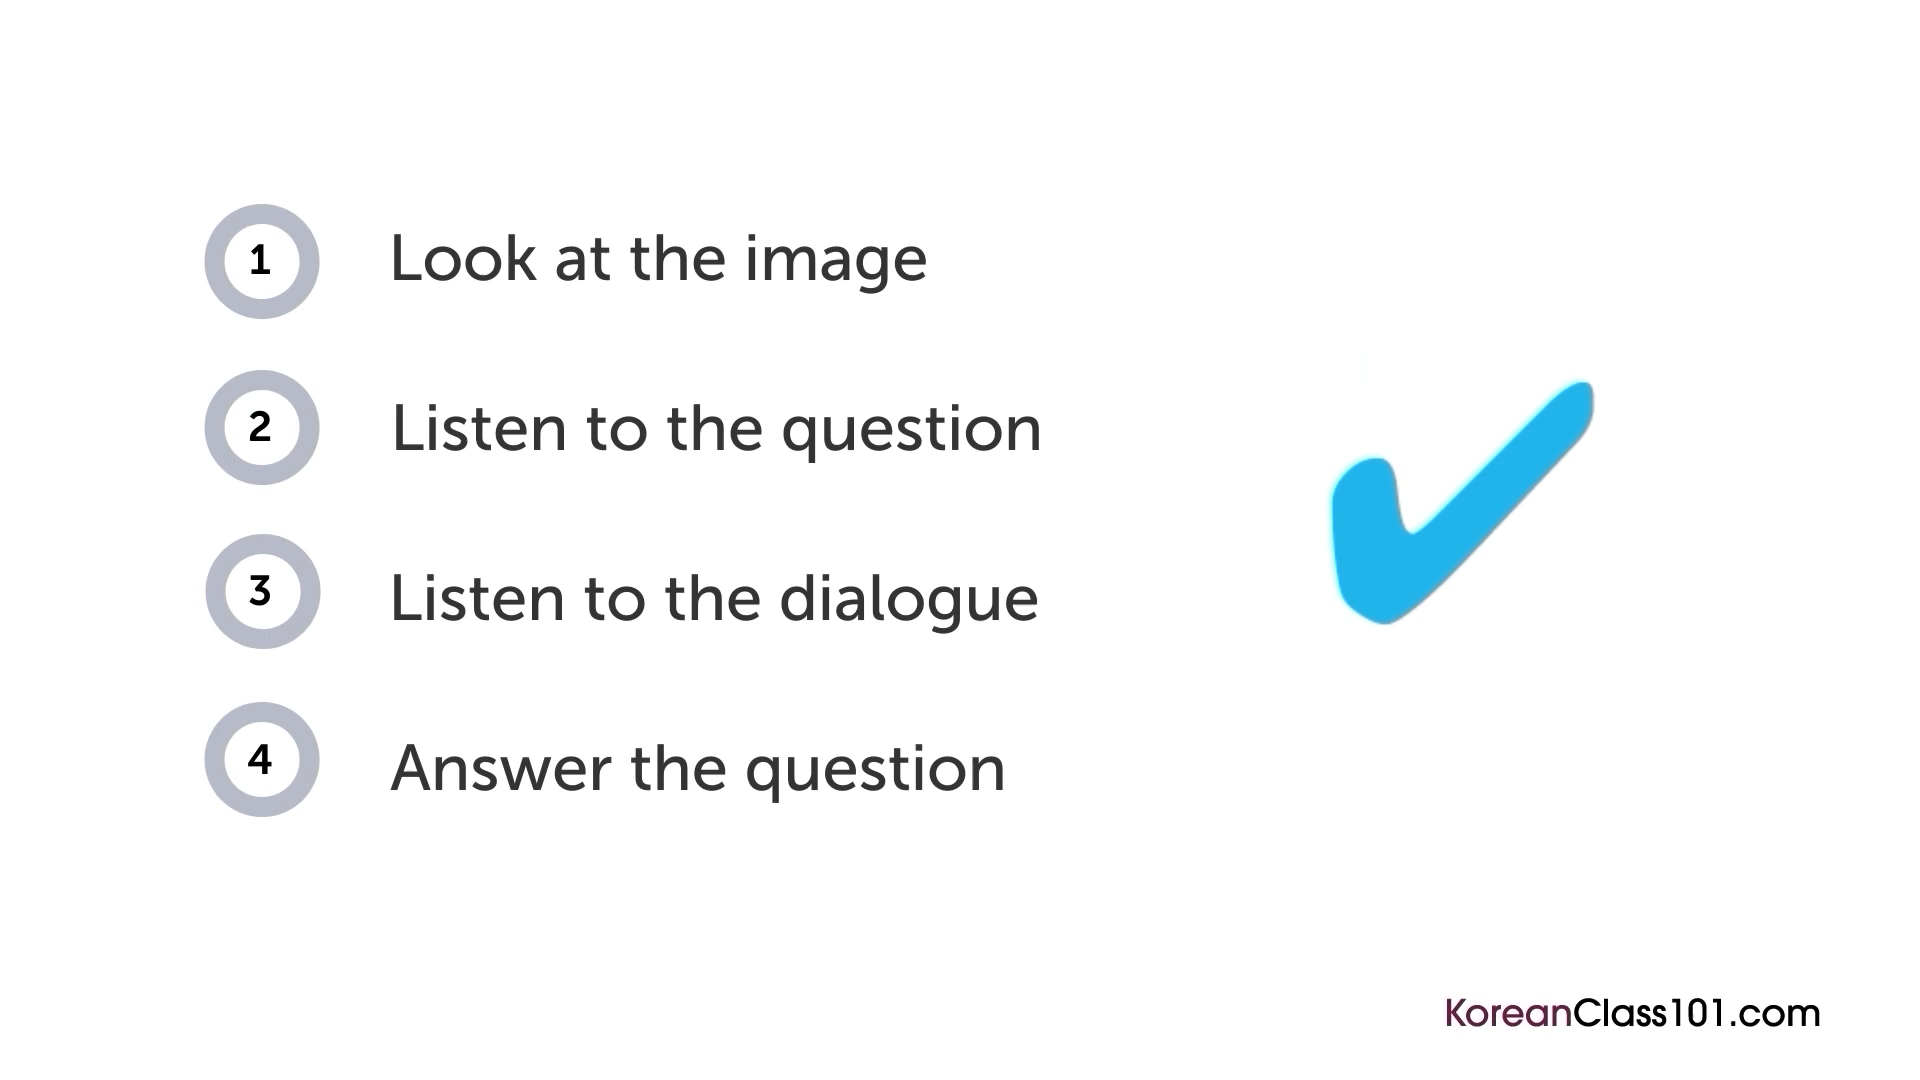 1 Look at the image
2 Listen to the question
3 Listen to the dialogue
4 Answer the question
KoreanClass101.com